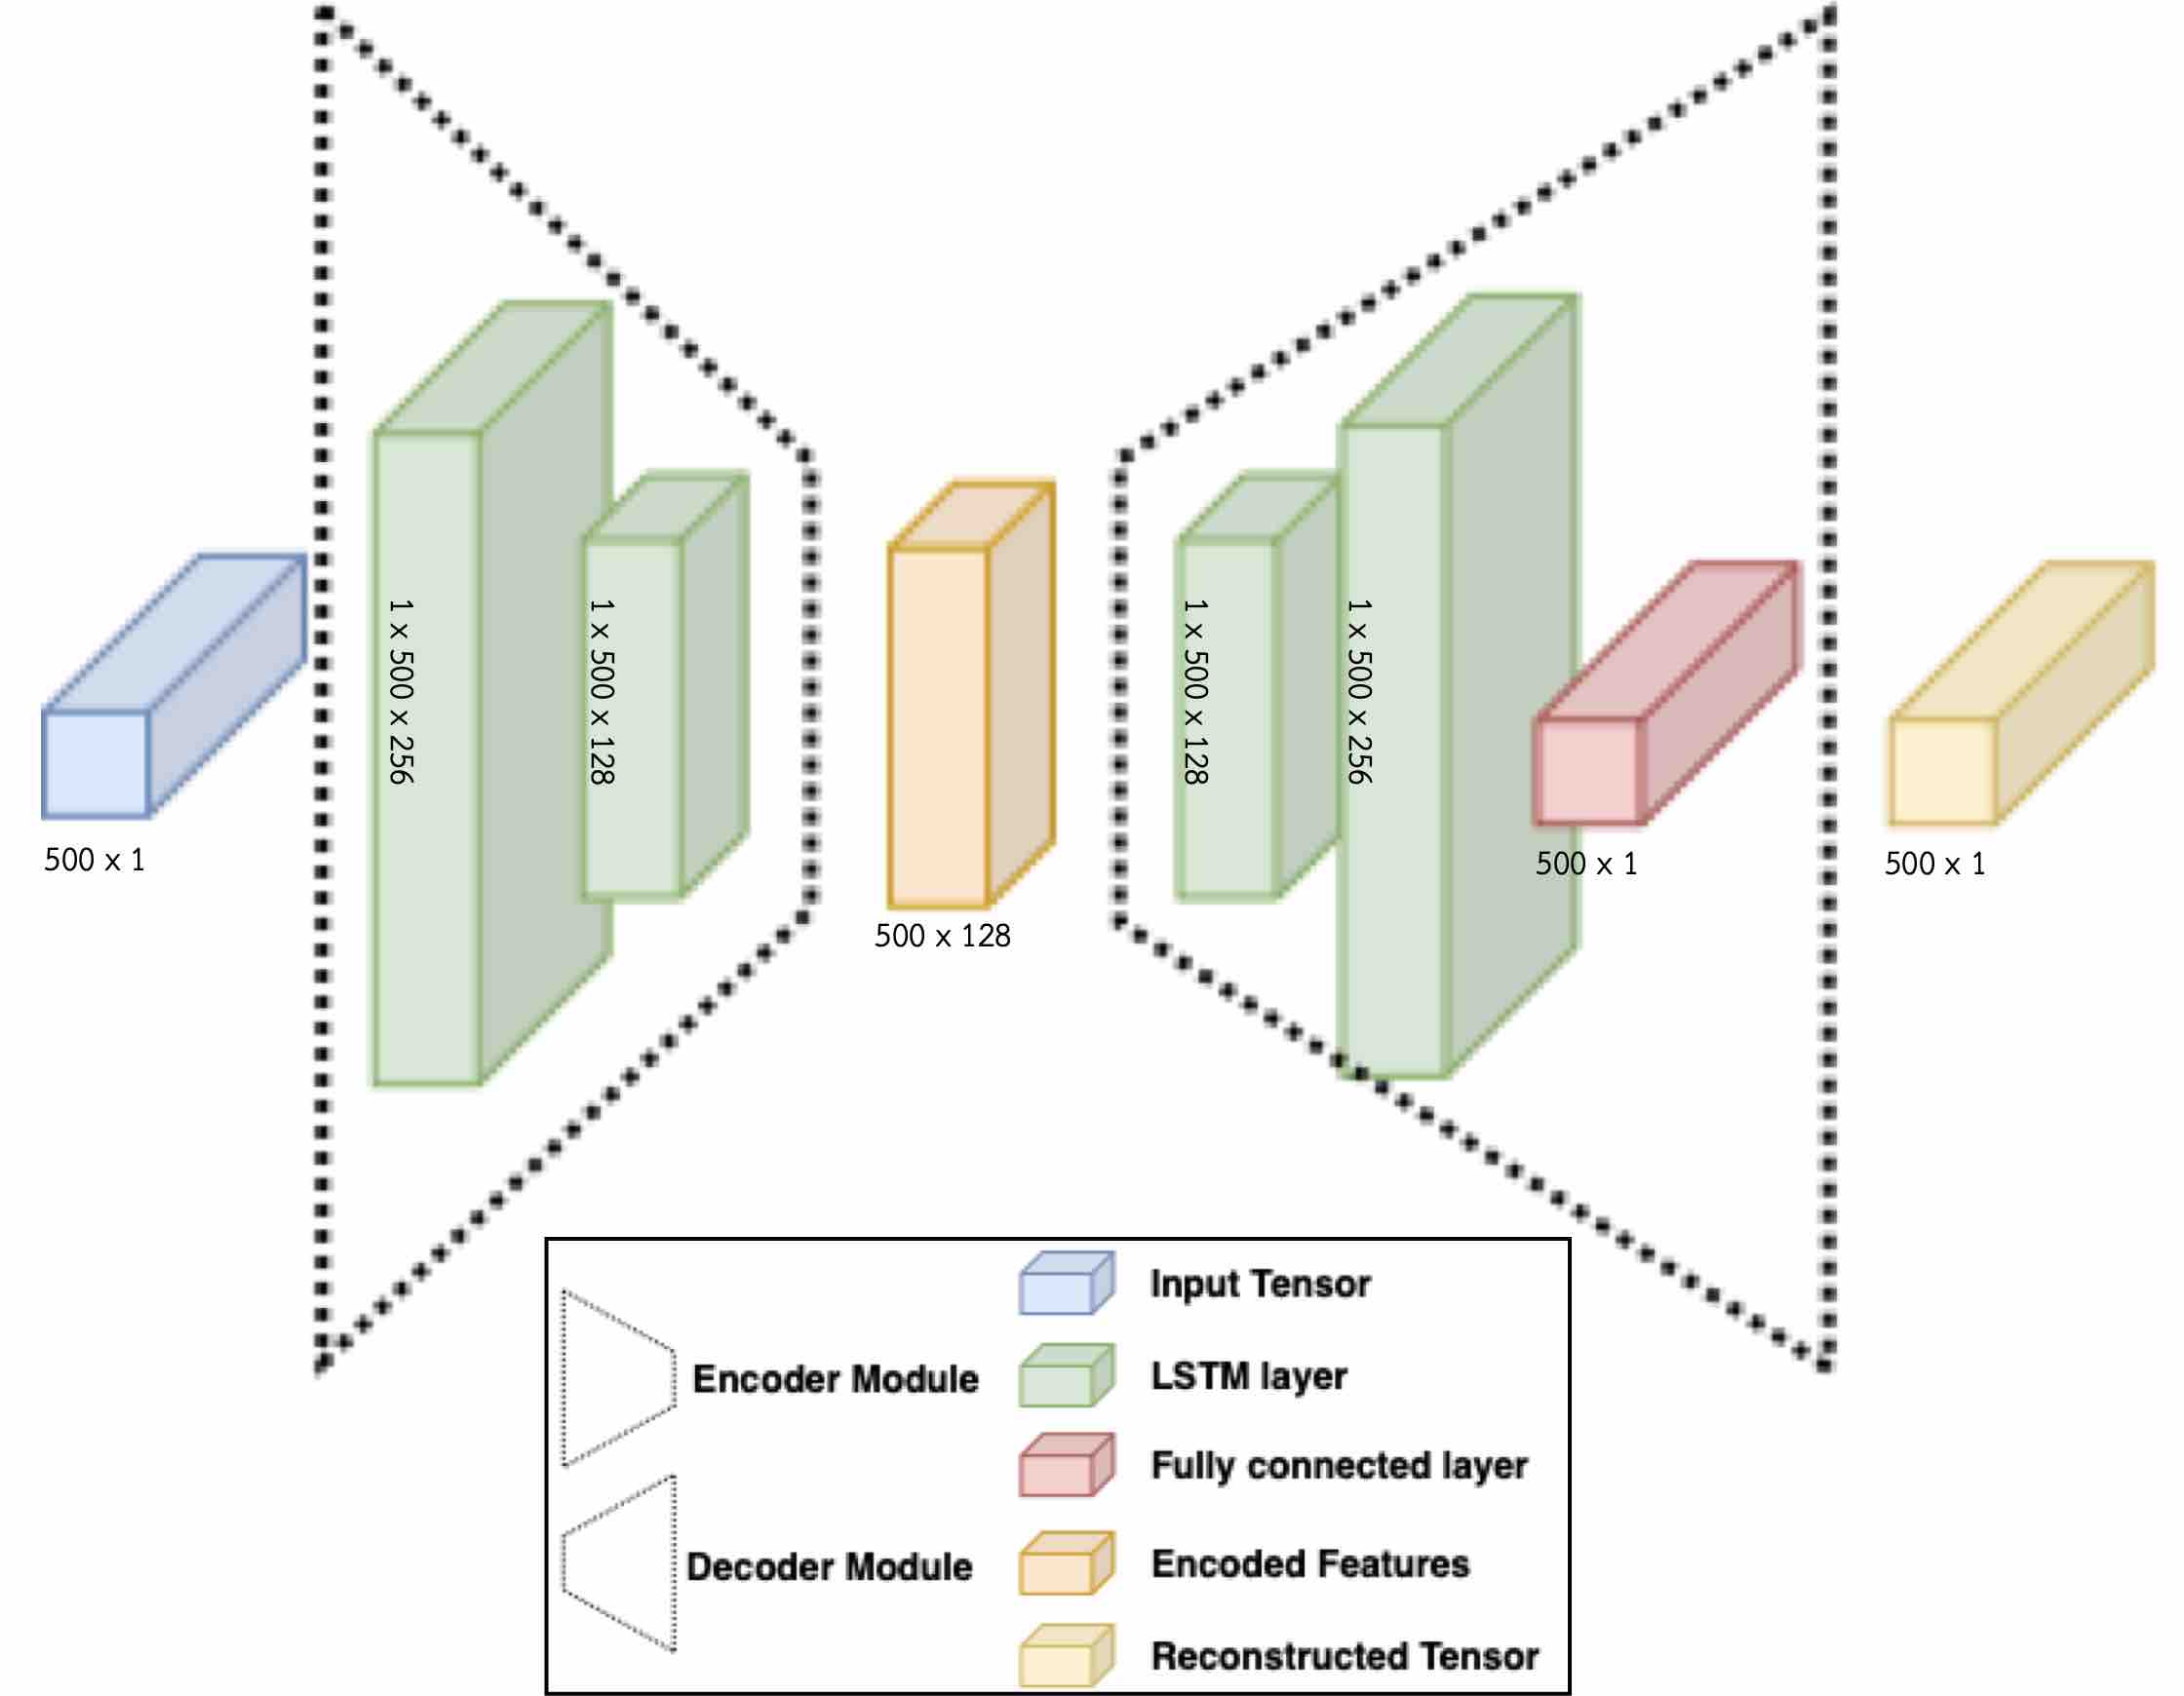 500 x 1
1 x 500 x 256
1 x 500 x 128
500 x 128
1 x 500 x 128
1 x 500 x 256
500 x 1
500 x 1
Encoder Module
Decoder Module
Input Tensor
LSTM layer
Fully connected layer
Encoded Features
Reconstructed Tensor